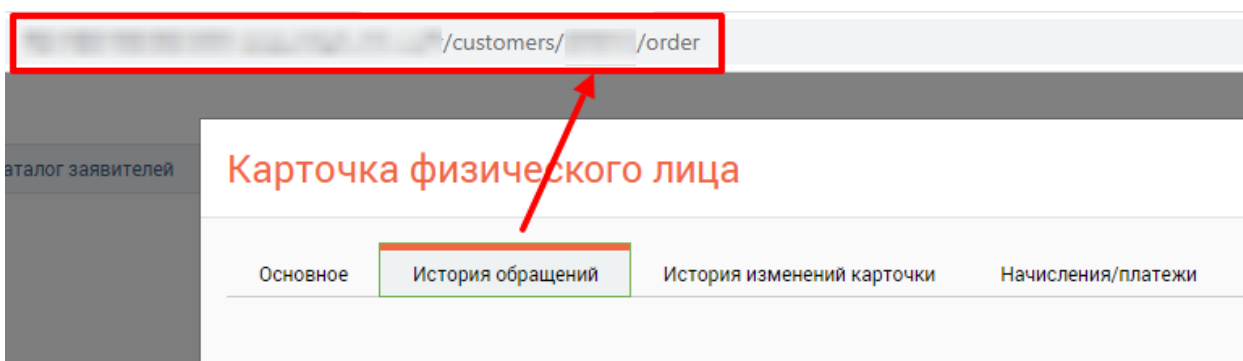 /customers/ /order
аталог заявителей
Карточка физического лица
Основное История обращений История изменений карточки Начисления/платежи